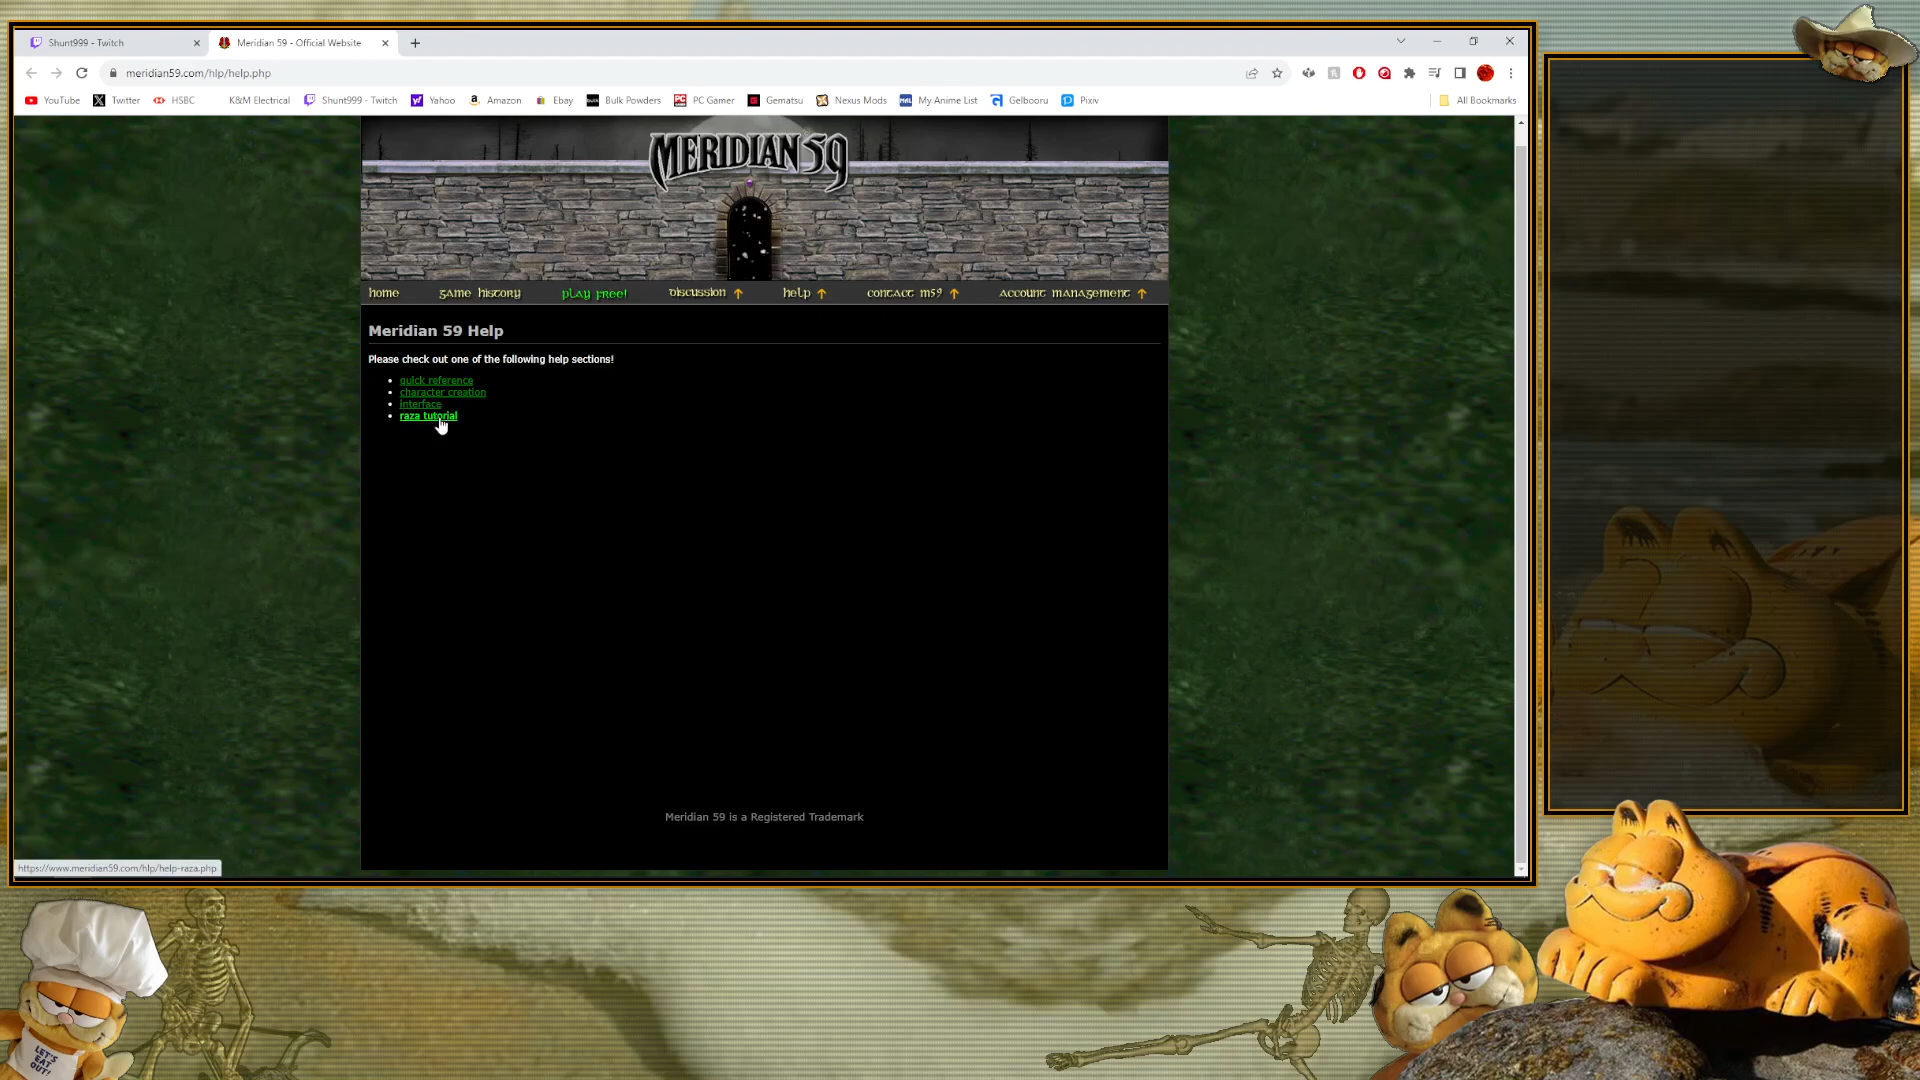 Shunt999 - Twitch
Meridian 59 - Official Website
meridian59.com/hlp/help.php
YouTube
Twitter
HSBC
K&M Electrical
Shunt999 - Twitch
Yahoo
Amazon
Ebay
Bulk Powders
PC Gamer
Gematsu
Nexus Mods
My Anime List
Gelbooru
Pixiv
All Bookmarks
MERIDIAN 59
home
game history
play free!
discussion
help
contact m59
account management
Meridian 59 Help
Please check out one of the following help sections!
quick reference
character creation
interface
raza tutorial
Meridian 59 is a Registered Trademark
https://www.meridian59.com/hlp/help-raza.php
LET'S
EAT
OUT!